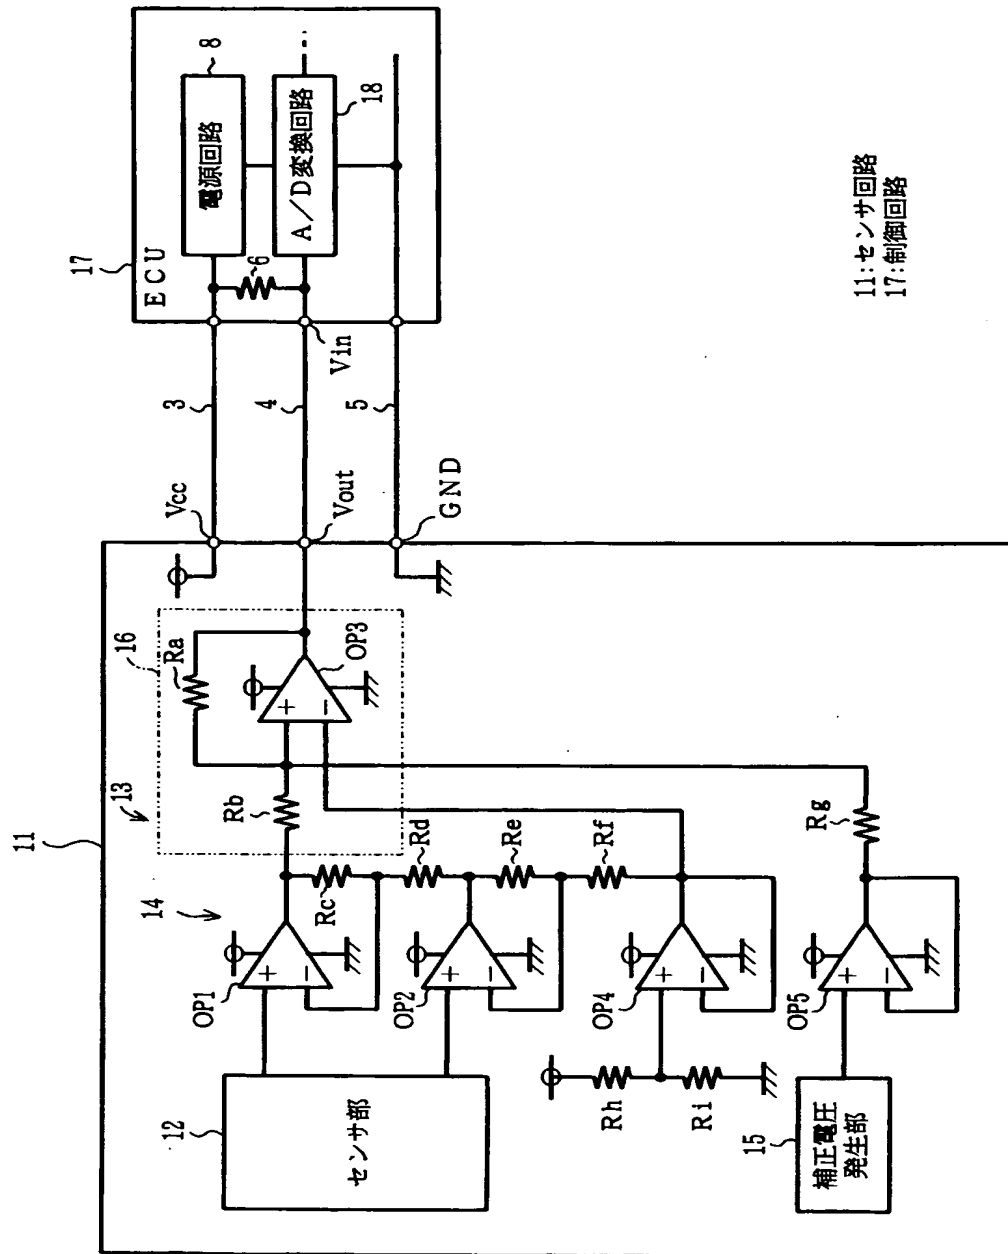 11
12
センサ部
13
14
15
補正電圧
発生部
16
OP1
OP2
OP4
OP5
OP3
+
−
+
−
+
−
+
−
+
−
Ra
Rb
Rc
Rd
Re
Rf
Rg
Rh
Ri
Vcc
Vout
GND
3
4
5
Vin
17
ECU
電源回路
8
A/D変換回路
18
6
11:センサ回路
17:制御回路